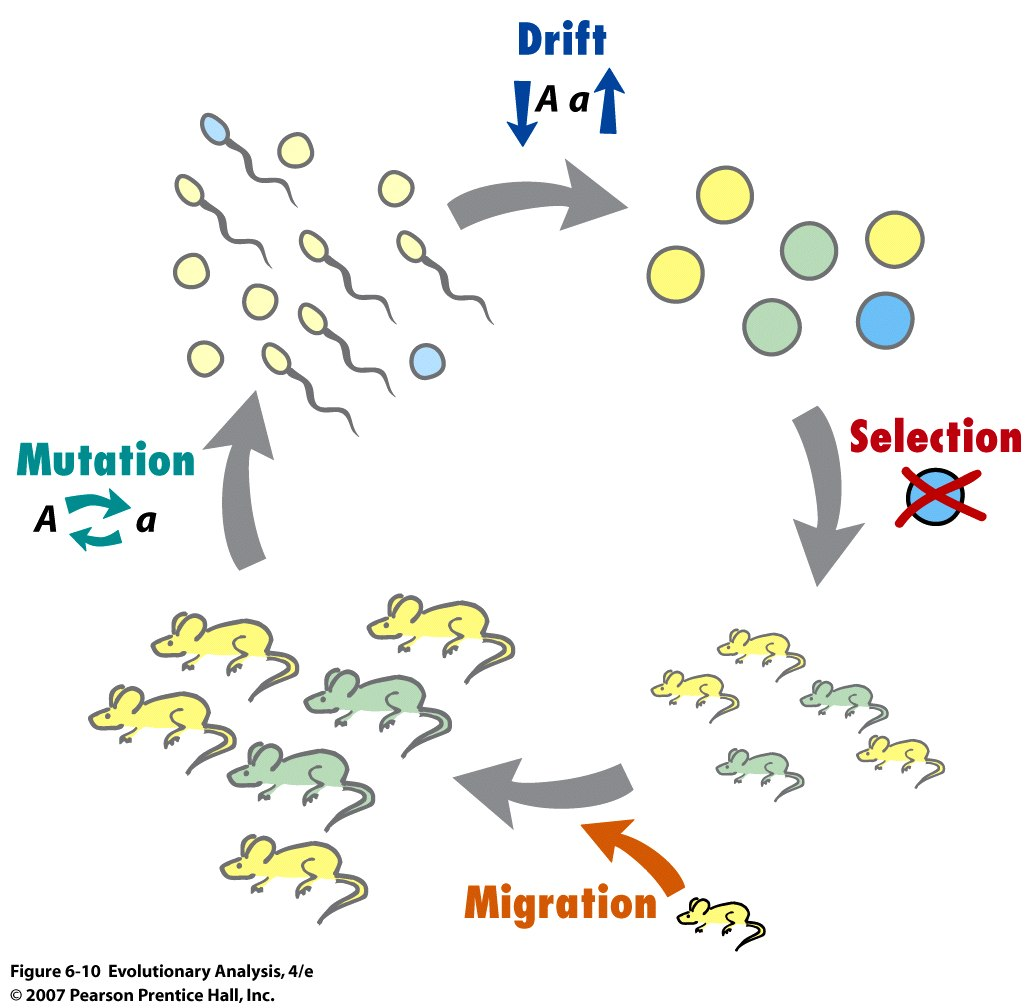 Drift
A a
Selection
Mutation
A a
Migration
Figure 6-10 Evolutionary Analysis, 4/e
© 2007 Pearson Prentice Hall, Inc.